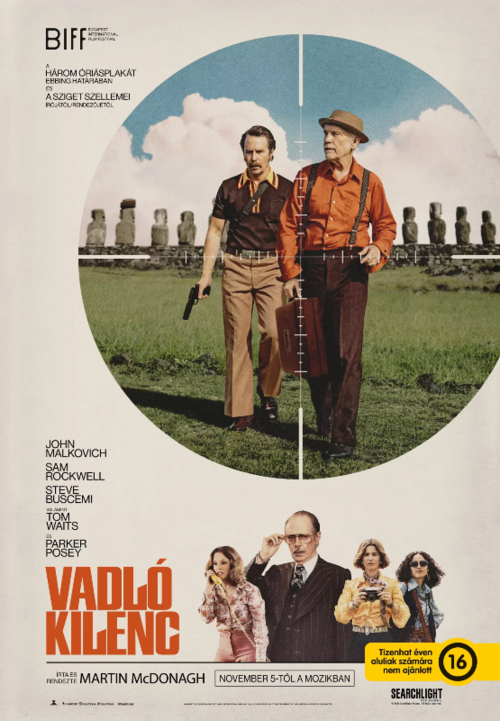 BIFF BUDAPEST
INTERNATIONAL
FILM FESTIVAL
A
HÁROM ÓRIÁSPLAKÁT
EBBING HATÁRÁBAN
ÉS
A SZIGET SZELLEMEI
ÍRÓJÁTÓL/RENDEZŐJÉTŐL
JOHN
MALKOVICH
SAM
ROCKWELL
STEVE
BUSCEMI
VALAMINT
TOM
WAITS
ÉS
PARKER
POSEY
VADLÓ
KILENC
ÍRTA ÉS
RENDEZTE MARTIN McDONAGH
NOVEMBER 5-TŐL A MOZIKBAN
Tizenhat éven
aluliak számára
nem ajánlott
16
SEARCHLIGHT